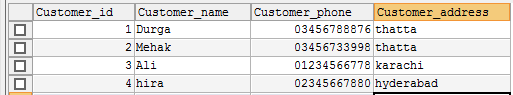 Customer_id Customer_name Customer_phone Customer_address
1 Durga 03456788876 thatta
2 Mehak 03456733998 thatta
3 Ali 01234566778 karachi
4 hira 02345667880 hyderabad